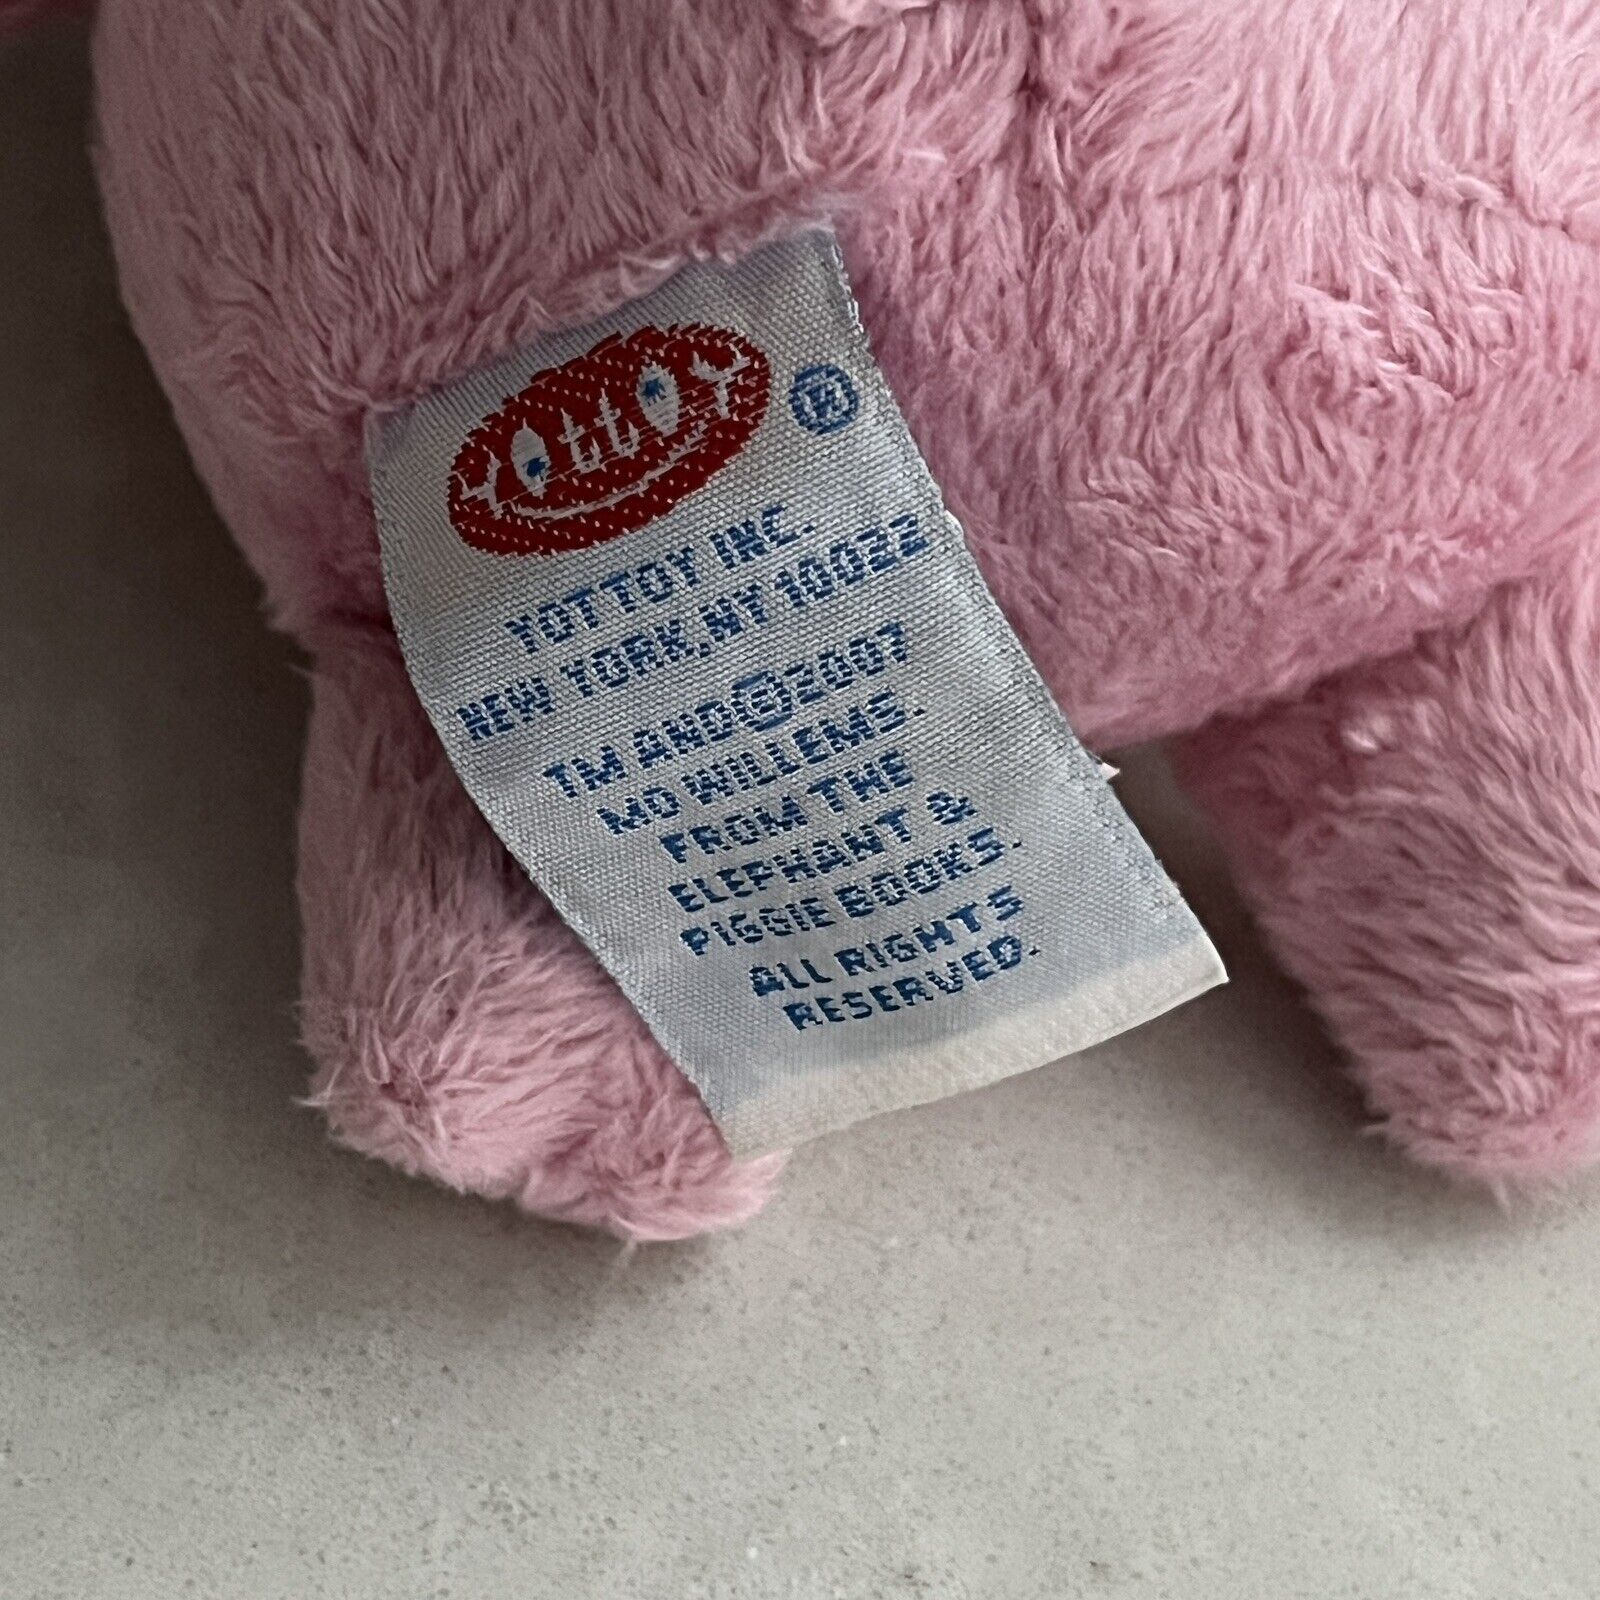 YOTTOY ®
YOTTOY INC.
NEW YORK, NY 10022
TM AND © 2007
MO WILLEMS.
FROM THE
ELEPHANT &
PIGGIE BOOKS.
ALL RIGHTS
RESERVED.